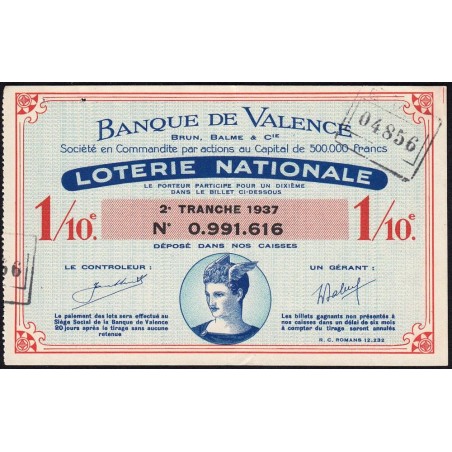 BANQUE DE VALENCE
BRUN, BALME & CIE
Société en Commandite par actions au Capital de 500.000 Francs
04856
LOTERIE NATIONALE
LE PORTEUR PARTICIPE POUR UN DIXIÈME
DANS LE BILLET CI-DESSOUS
1/10e
2e TRANCHE 1937
N° 0.991.616
1/10e
DÉPOSÉ DANS NOS CAISSES
56
LE CONTROLEUR :
UN GÉRANT :
Le paiement des lots sera effectué au
Siège Social de la Banque de Valence
20 jours après le tirage sans aucune
retenue
Les billets gagnants non présentés à
nos caisses dans un délai de six mois
à compter du tirage seront annulés.
R. C. ROMANS 12.232